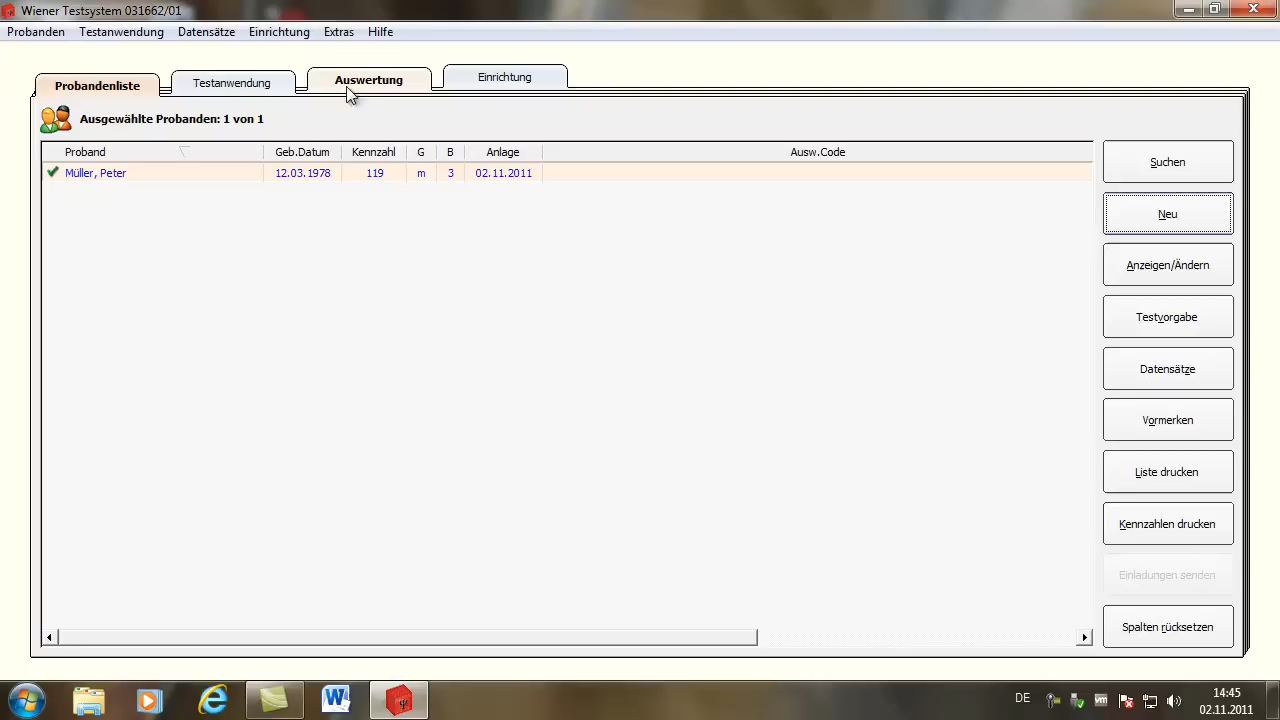 Wiener Testsystem 031662/01
Probanden Testanwendung Datensätze Einrichtung Extras Hilfe
Probandenliste Testanwendung Auswertung Einrichtung
Ausgewählte Probanden: 1 von 1
Proband Geb.Datum Kennzahl G B Anlage Ausw.Code
Müller, Peter 12.03.1978 119 m 3 02.11.2011
Suchen
Neu
Anzeigen/Ändern
Testvorgabe
Datensätze
Vormerken
Liste drucken
Kennzahlen drucken
Einladungen senden
Spalten rücksetzen
DE
14:45
02.11.2011